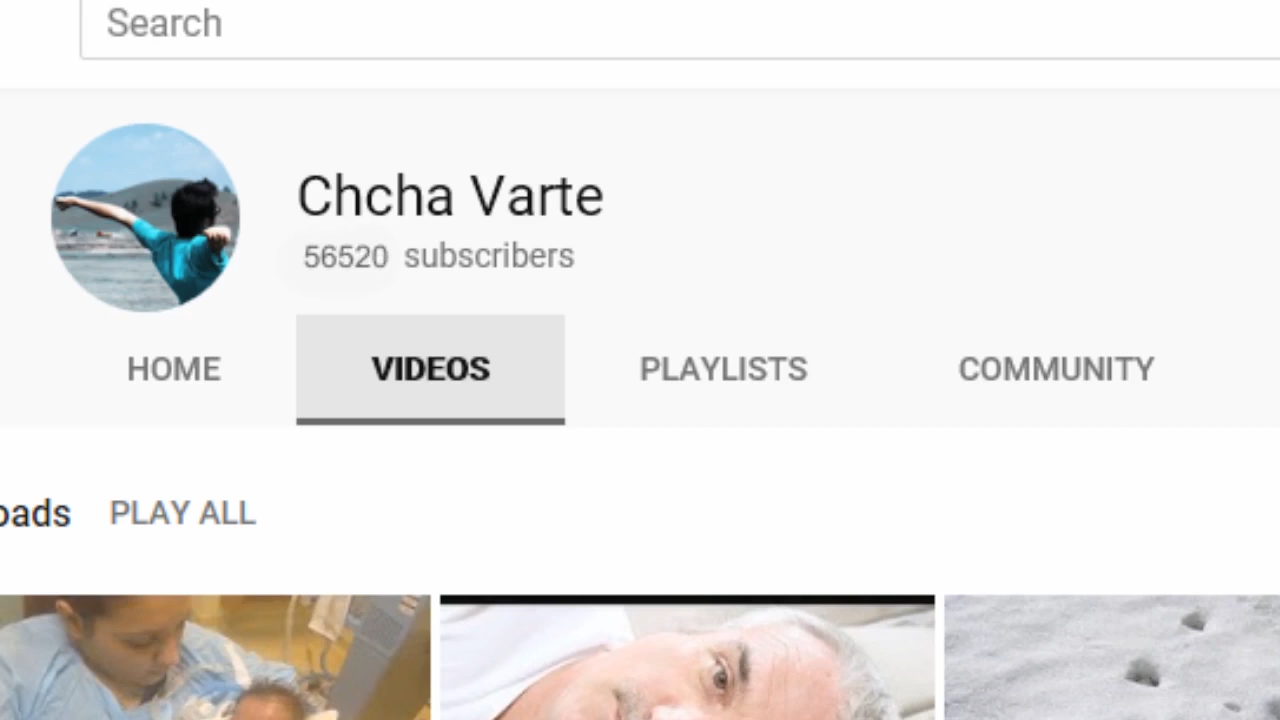 Search
Chcha Varte
56520 subscribers
HOME VIDEOS PLAYLISTS COMMUNITY
oads PLAY ALL